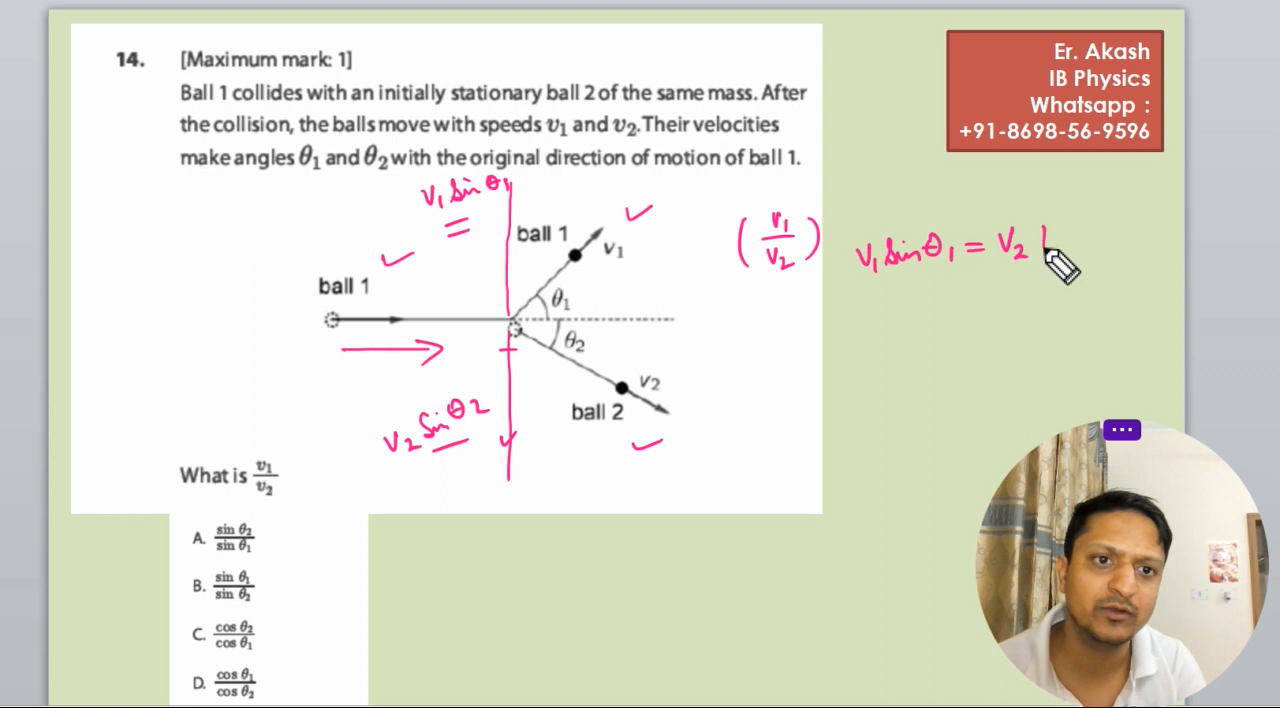 14. [Maximum mark: 1]
Ball 1 collides with an initially stationary ball 2 of the same mass. After
the collision, the balls move with speeds v₁ and v₂. Their velocities
make angles θ₁ and θ₂ with the original direction of motion of ball 1.
Er. Akash
IB Physics
Whatsapp :
+91-8698-56-9596
v₁ sin θ₁
=
ball 1
v₁
ball 1
θ₁
θ₂
v₂
ball 2
v₂ sin θ2
(v₁/v₂) v₁ sin θ₁ = v₂
What is v₁/v₂
A. sin θ₂/sin θ₁
B. sin θ₁/sin θ₂
C. cos θ₂/cos θ₁
D. cos θ₁/cos θ₂